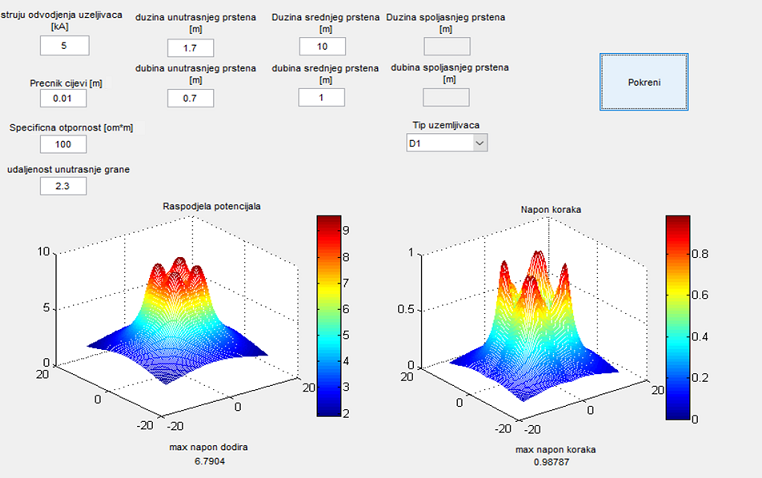 struju odvodjenja uzeljivaca
[kA]
5
duzina unutrasnjeg prstena
[m]
1.7
Duzina srednjeg prstena
[m]
10
Duzina spoljasnjeg prstena
[m]
Precnik cijevi [m]
0.01
dubina unutrasnjeg prstena
[m]
0.7
dubina srednjeg prstena
[m]
1
dubina spoljasnjeg prstena
[m]
Pokreni
Specificna otpornost [om*m]
100
Tip uzemljivaca
D1
udaljenost unutrasnje grane
2.3
Raspodjela potencijala
10
5
0
20
0
-20
-20
0
20
9
8
7
6
5
4
3
2
max napon dodira
6.7904
Napon koraka
1
0.5
0
20
0
-20
-20
0
20
0.8
0.6
0.4
0.2
0
max napon koraka
0.98787